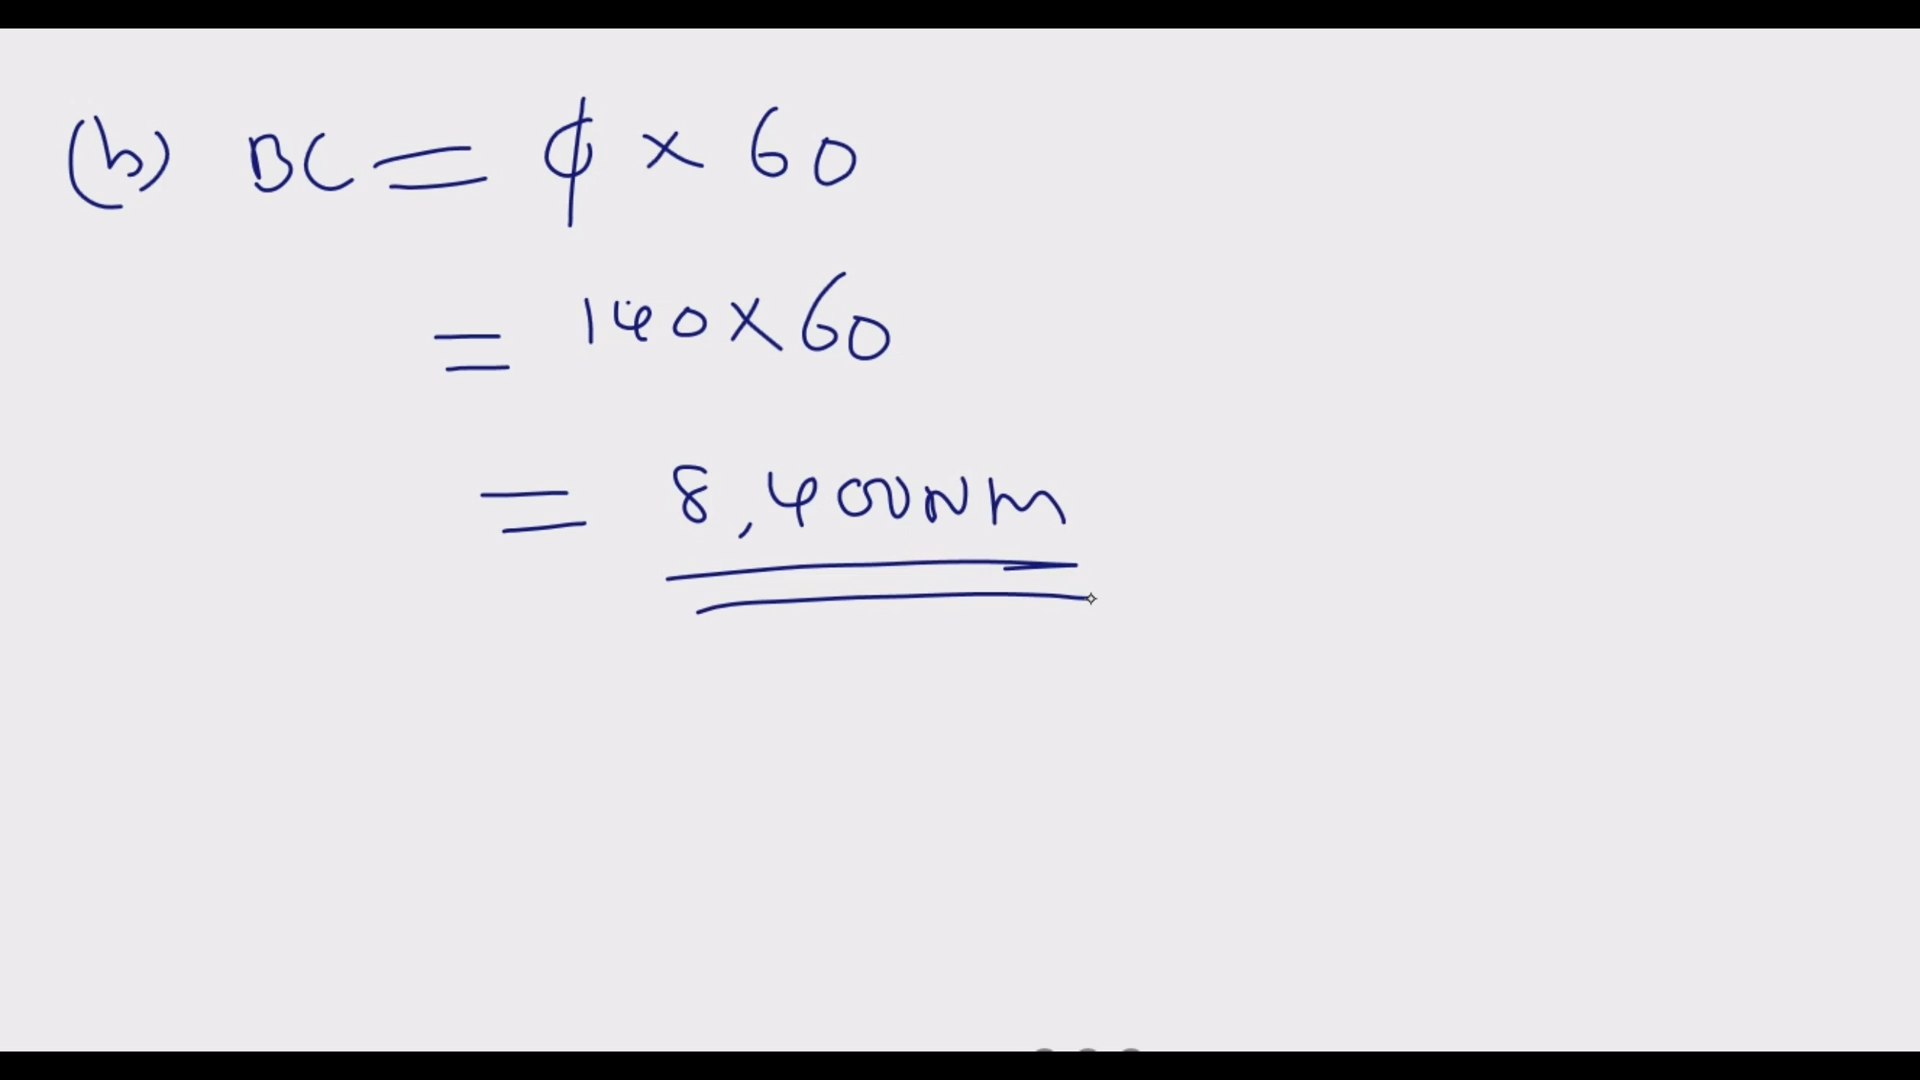 (b) BC = ϕ × 60
= 140 × 60
= 8,400Nm